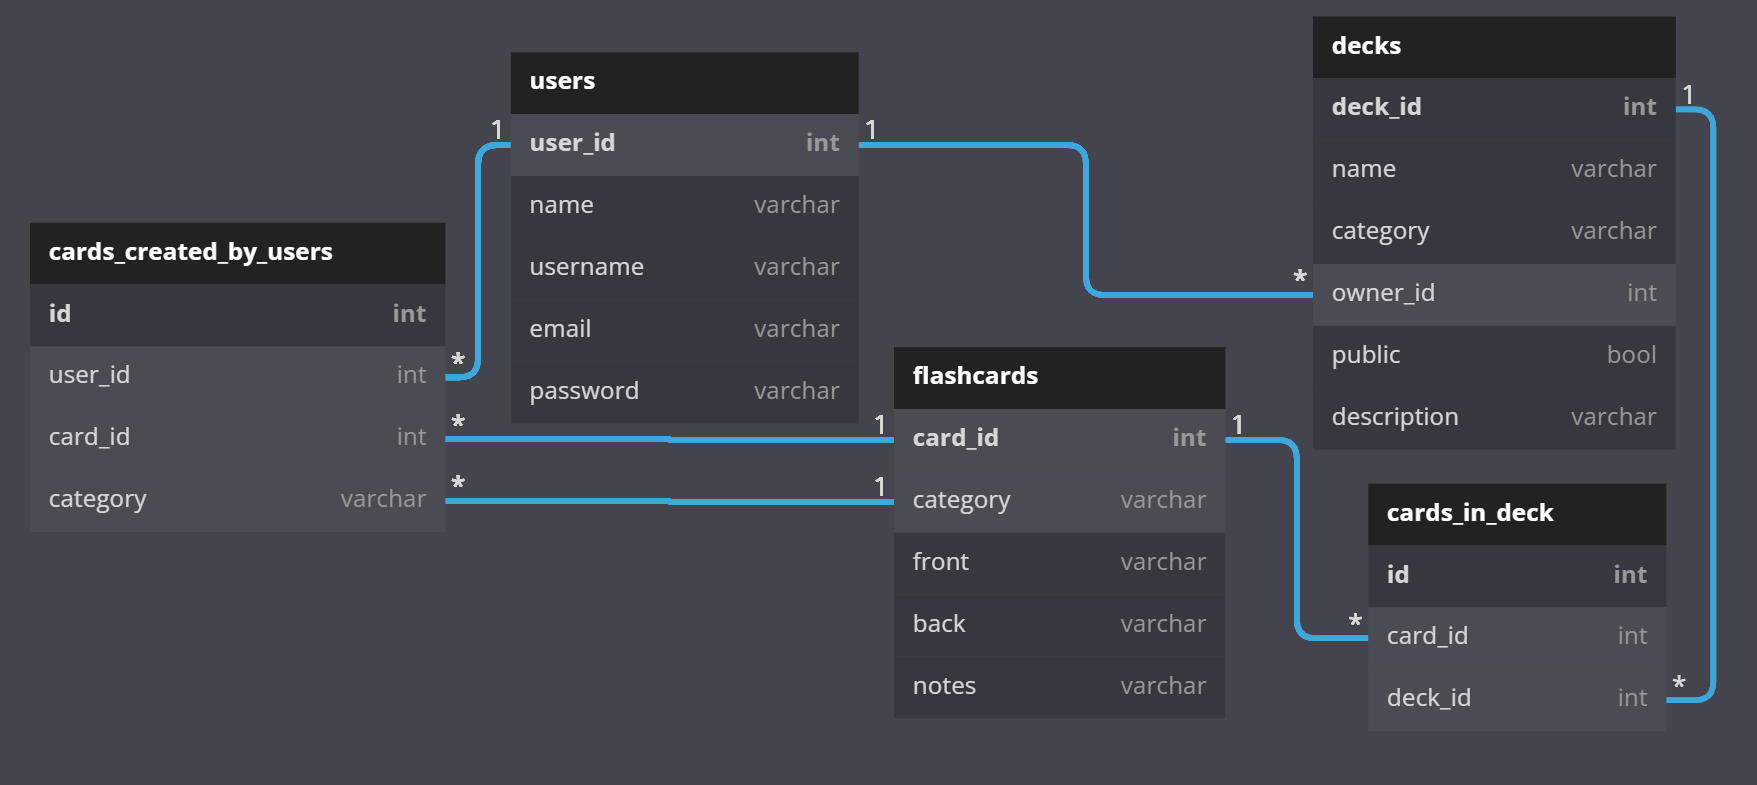 users
1
user_id int
1
name varchar
username varchar
email varchar
password varchar
decks
deck_id int
1
name varchar
category varchar
*
owner_id int
public bool
description varchar
cards_created_by_users
id int
user_id int
*
card_id int
*
category varchar
*
flashcards
1
card_id int
1
1
category varchar
front varchar
back varchar
notes varchar
cards_in_deck
id int
*
card_id int
deck_id int
*